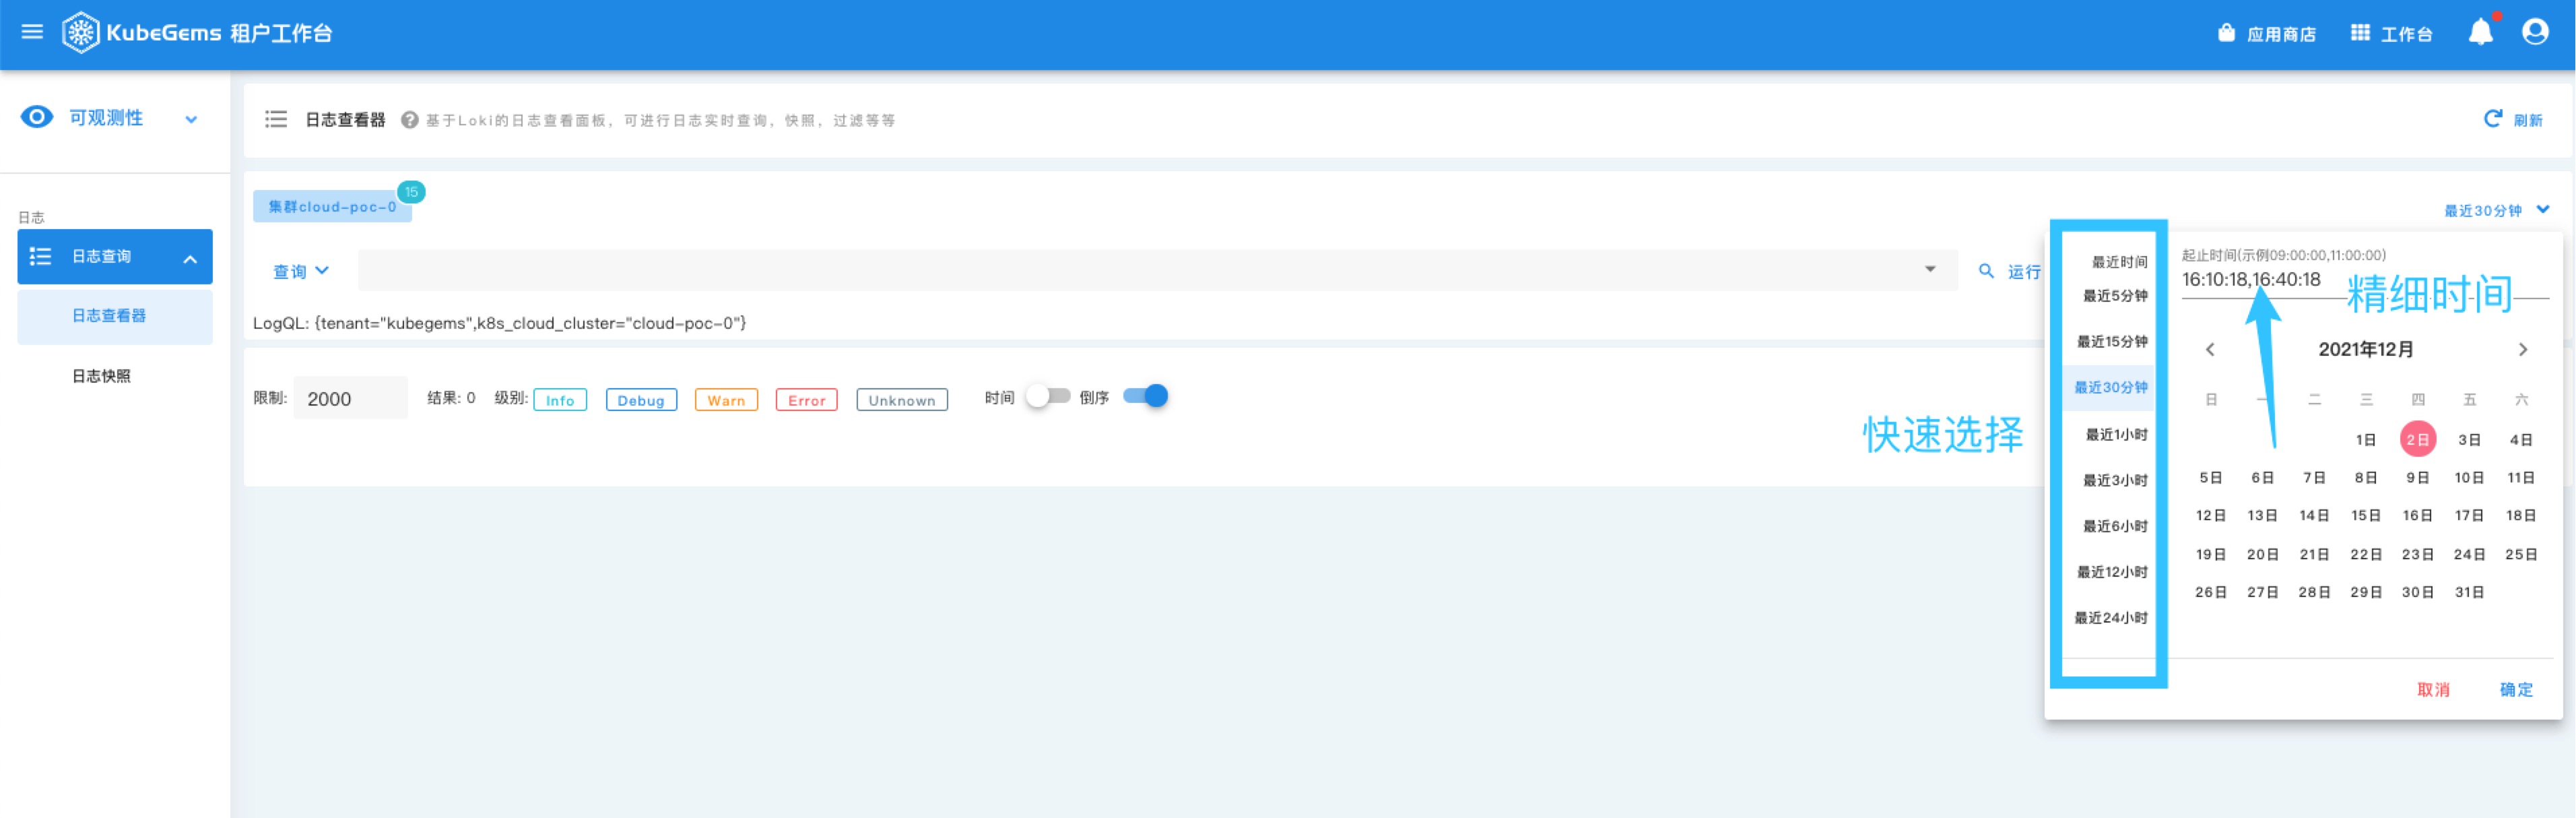 KubeGems 租户工作台
应用商店
工作台
可观测性
日志
日志查询
日志查看器
日志快照
日志查看器 基于Loki的日志查看面板，可进行日志实时查询，快照，过滤等等
刷新
集群cloud-poc-0 15
最近30分钟
查询
运行
LogQL: {tenant="kubegems",k8s_cloud_cluster="cloud-poc-0"}
限制: 2000 结果: 0 级别: Info Debug Warn Error Unknown 时间 倒序
快速选择
最近时间
最近5分钟
最近15分钟
最近30分钟
最近1小时
最近3小时
最近6小时
最近12小时
最近24小时
起止时间(示例09:00:00,11:00:00)
16:10:18,16:40:18
精细时间
2021年12月
日 一 二 三 四 五 六
1日 2日 3日 4日
5日 6日 7日 8日 9日 10日 11日
12日 13日 14日 15日 16日 17日 18日
19日 20日 21日 22日 23日 24日 25日
26日 27日 28日 29日 30日 31日
取消 确定